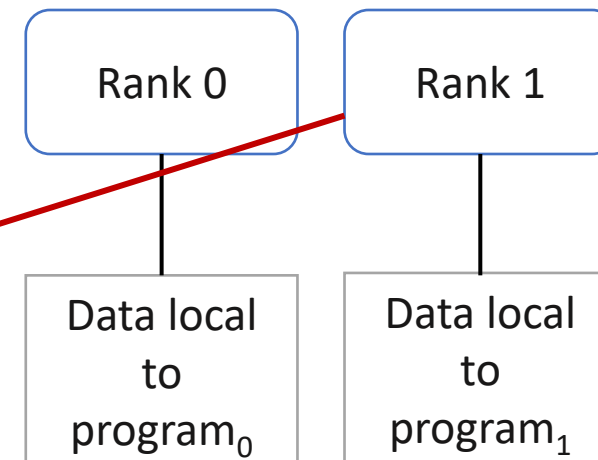 Rank 0
Rank 1
Data local
to
program₀
Data local
to
program₁